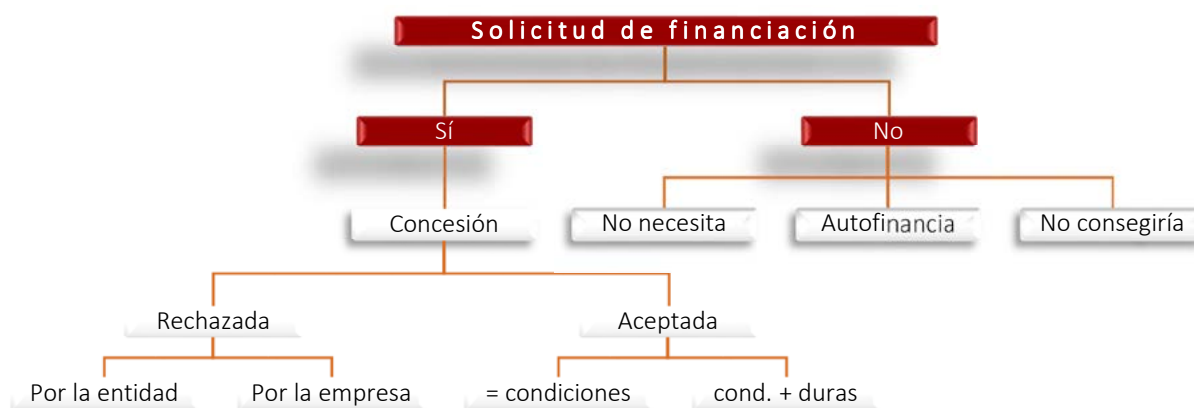 Solicitud de financiación
Sí
No
Concesión
No necesita
Autofinancia
No consegiría
Rechazada
Aceptada
Por la entidad
Por la empresa
= condiciones
cond. + duras